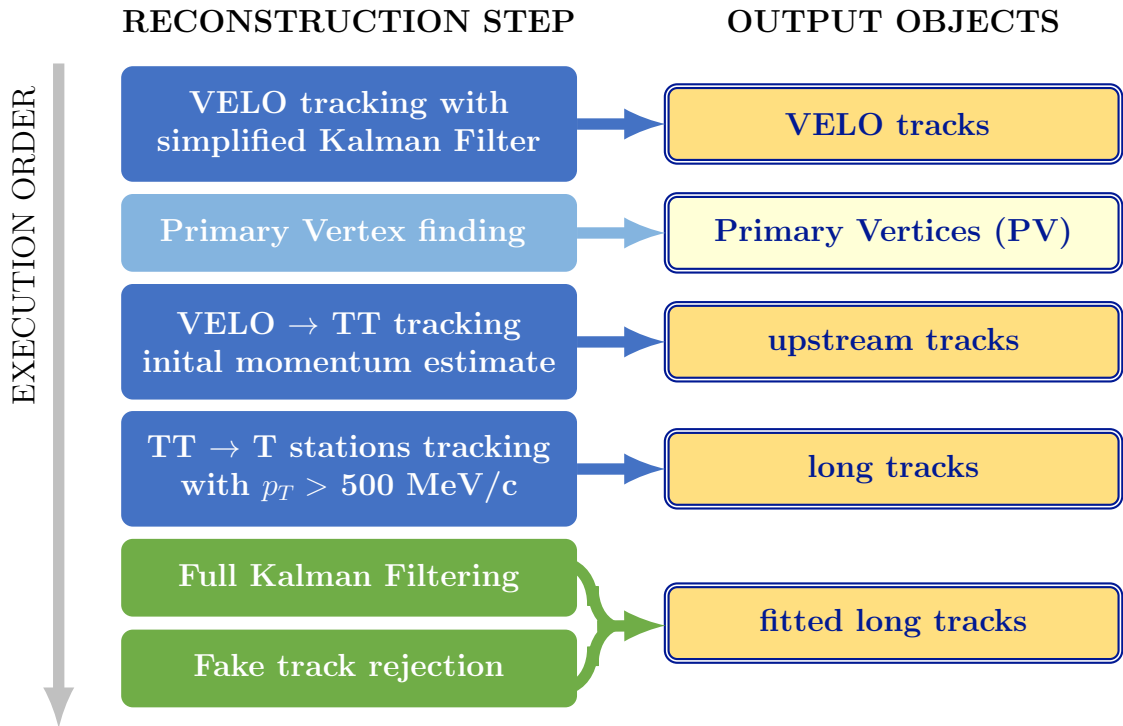 RECONSTRUCTION STEP
OUTPUT OBJECTS
EXECUTION ORDER
VELO tracking with
simplified Kalman Filter
VELO tracks
Primary Vertex finding
Primary Vertices (PV)
VELO → TT tracking
inital momentum estimate
upstream tracks
TT → T stations tracking
with p_T > 500 MeV/c
long tracks
Full Kalman Filtering
Fake track rejection
fitted long tracks